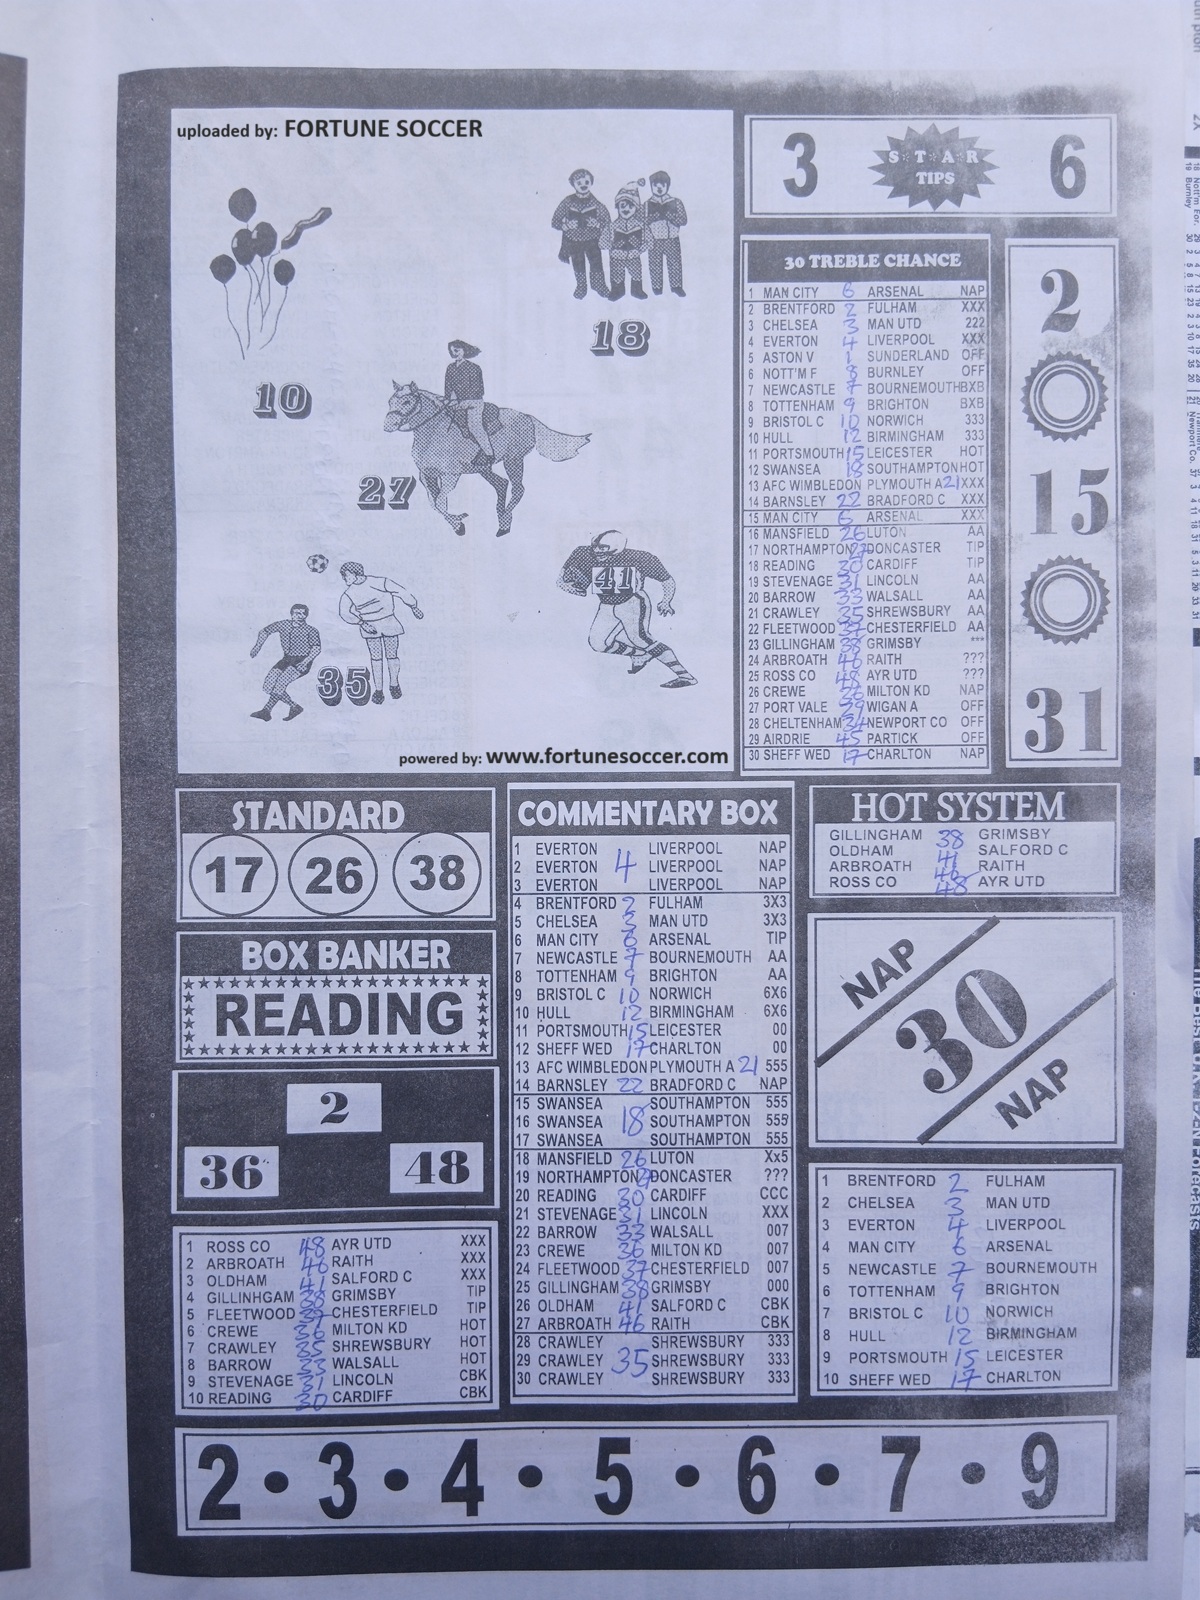 uploaded by: FORTUNE SOCCER
10
18
27
41
35
powered by: www.fortunesoccer.com
3 STAR TIPS 6
30 TREBLE CHANCE
1 MAN CITY 6 ARSENAL NAP
2 BRENTFORD 2 FULHAM XXX
3 CHELSEA 3 MAN UTD 222
4 EVERTON 4 LIVERPOOL XXX
5 ASTON V 1 SUNDERLAND OFF
6 NOTT'M F 8 BURNLEY OFF
7 NEWCASTLE 7 BOURNEMOUTH BXB
8 TOTTENHAM 9 BRIGHTON BXB
9 BRISTOL C 10 NORWICH 333
10 HULL 12 BIRMINGHAM 333
11 PORTSMOUTH 15 LEICESTER HOT
12 SWANSEA 18 SOUTHAMPTON HOT
13 AFC WIMBLEDON PLYMOUTH A 21 XXX
14 BARNSLEY 22 BRADFORD C XXX
15 MAN CITY 6 ARSENAL XXX
16 MANSFIELD 26 LUTON AA
17 NORTHAMPTON 27 DONCASTER TIP
18 READING 30 CARDIFF TIP
19 STEVENAGE 31 LINCOLN AA
20 BARROW 33 WALSALL AA
21 CRAWLEY 35 SHREWSBURY AA
22 FLEETWOOD 37 CHESTERFIELD AA
23 GILLINGHAM 38 GRIMSBY ***
24 ARBROATH 46 RAITH ???
25 ROSS CO 48 AYR UTD ???
26 CREWE 36 MILTON KD NAP
27 PORT VALE 29 WIGAN A OFF
28 CHELTENHAM 34 NEWPORT CO OFF
29 AIRDRIE 45 PARTICK OFF
30 SHEFF WED 17 CHARLTON NAP
2
15
31
STANDARD
17 26 38
BOX BANKER
READING
2
36 48
1 ROSS CO 48 AYR UTD XXX
2 ARBROATH 46 RAITH XXX
3 OLDHAM 41 SALFORD C XXX
4 GILLINHGAM 38 GRIMSBY TIP
5 FLEETWOOD 37 CHESTERFIELD TIP
6 CREWE 36 MILTON KD HOT
7 CRAWLEY 35 SHREWSBURY HOT
8 BARROW 33 WALSALL HOT
9 STEVENAGE 31 LINCOLN CBK
10 READING 30 CARDIFF CBK
COMMENTARY BOX
1 EVERTON LIVERPOOL NAP
2 EVERTON 4 LIVERPOOL NAP
3 EVERTON LIVERPOOL NAP
4 BRENTFORD 2 FULHAM 3X3
5 CHELSEA 3 MAN UTD 3X3
6 MAN CITY 6 ARSENAL TIP
7 NEWCASTLE 7 BOURNEMOUTH AA
8 TOTTENHAM 9 BRIGHTON AA
9 BRISTOL C 10 NORWICH 6X6
10 HULL 12 BIRMINGHAM 6X6
11 PORTSMOUTH 15 LEICESTER 00
12 SHEFF WED 17 CHARLTON 00
13 AFC WIMBLEDON PLYMOUTH A 21 555
14 BARNSLEY 22 BRADFORD C NAP
15 SWANSEA SOUTHAMPTON 555
16 SWANSEA 18 SOUTHAMPTON 555
17 SWANSEA SOUTHAMPTON 555
18 MANSFIELD 26 LUTON Xx5
19 NORTHAMPTON 27 DONCASTER ???
20 READING 30 CARDIFF CCC
21 STEVENAGE 31 LINCOLN XXX
22 BARROW 33 WALSALL 007
23 CREWE 36 MILTON KD 007
24 FLEETWOOD 37 CHESTERFIELD 007
25 GILLINGHAM 38 GRIMSBY 000
26 OLDHAM 41 SALFORD C CBK
27 ARBROATH 46 RAITH CBK
28 CRAWLEY SHREWSBURY 333
29 CRAWLEY 35 SHREWSBURY 333
30 CRAWLEY SHREWSBURY 333
HOT SYSTEM
GILLINGHAM 38 GRIMSBY
OLDHAM 41 SALFORD C
ARBROATH 46 RAITH
ROSS CO 48 AYR UTD
NAP
30
NAP
1 BRENTFORD 2 FULHAM
2 CHELSEA 3 MAN UTD
3 EVERTON 4 LIVERPOOL
4 MAN CITY 6 ARSENAL
5 NEWCASTLE 7 BOURNEMOUTH
6 TOTTENHAM 9 BRIGHTON
7 BRISTOL C 10 NORWICH
8 HULL 12 BIRMINGHAM
9 PORTSMOUTH 15 LEICESTER
10 SHEFF WED 17 CHARLTON
2 • 3 • 4 • 5 • 6 • 7 • 9